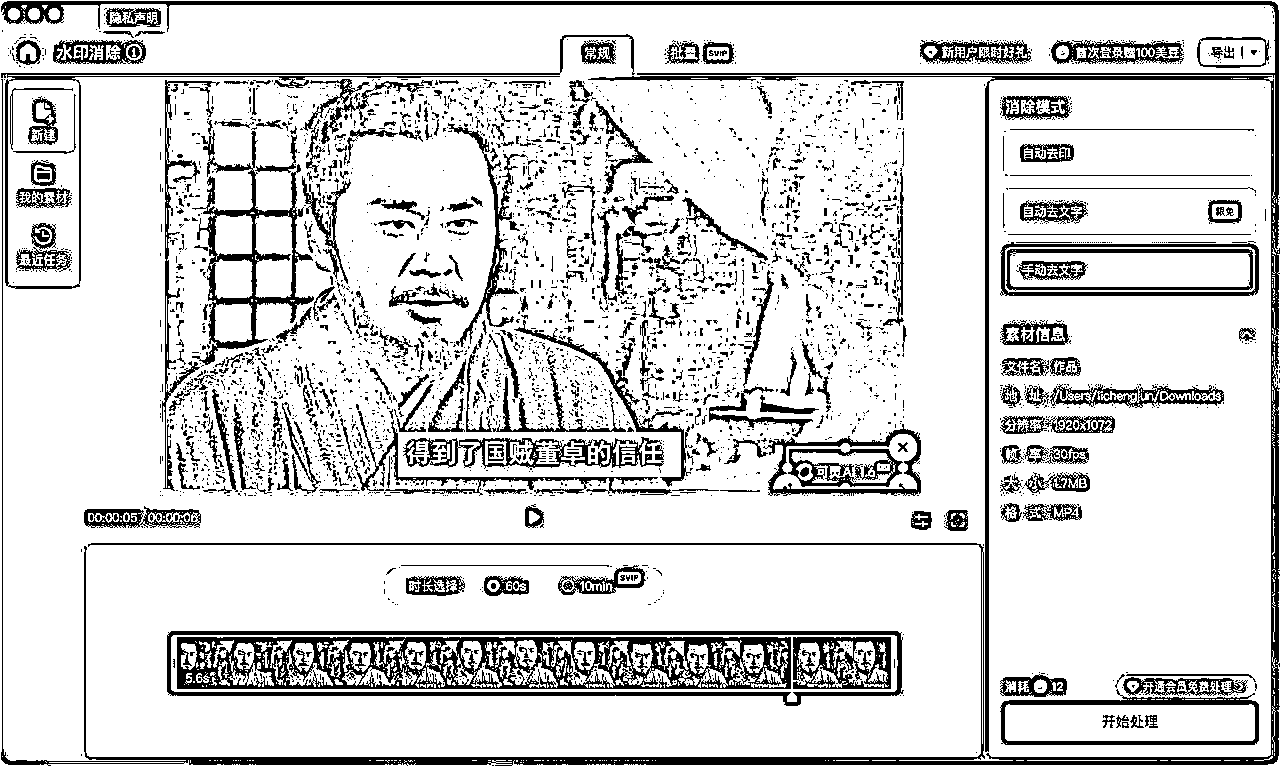 隐私声明
水印消除
常规
批量 SVIP
新用户限时好礼
首次登录赠100美豆
导出
新建
我的素材
最近任务
消除模式
自动去印
自动去文字 限免
手动去文字
得到了国贼董卓的信任
可灵AI 1.6
素材信息
文件名: 作品
地 址: /Users/lichengjun/Downloads
分辨率: 1920x1072
帧 率: 30fps
大 小: 4.7MB
格 式: MP4
00:00:05 / 00:00:06
时长选择 60s 10min SVIP
5.6s
消耗 12
开通会员免费处理
开始处理